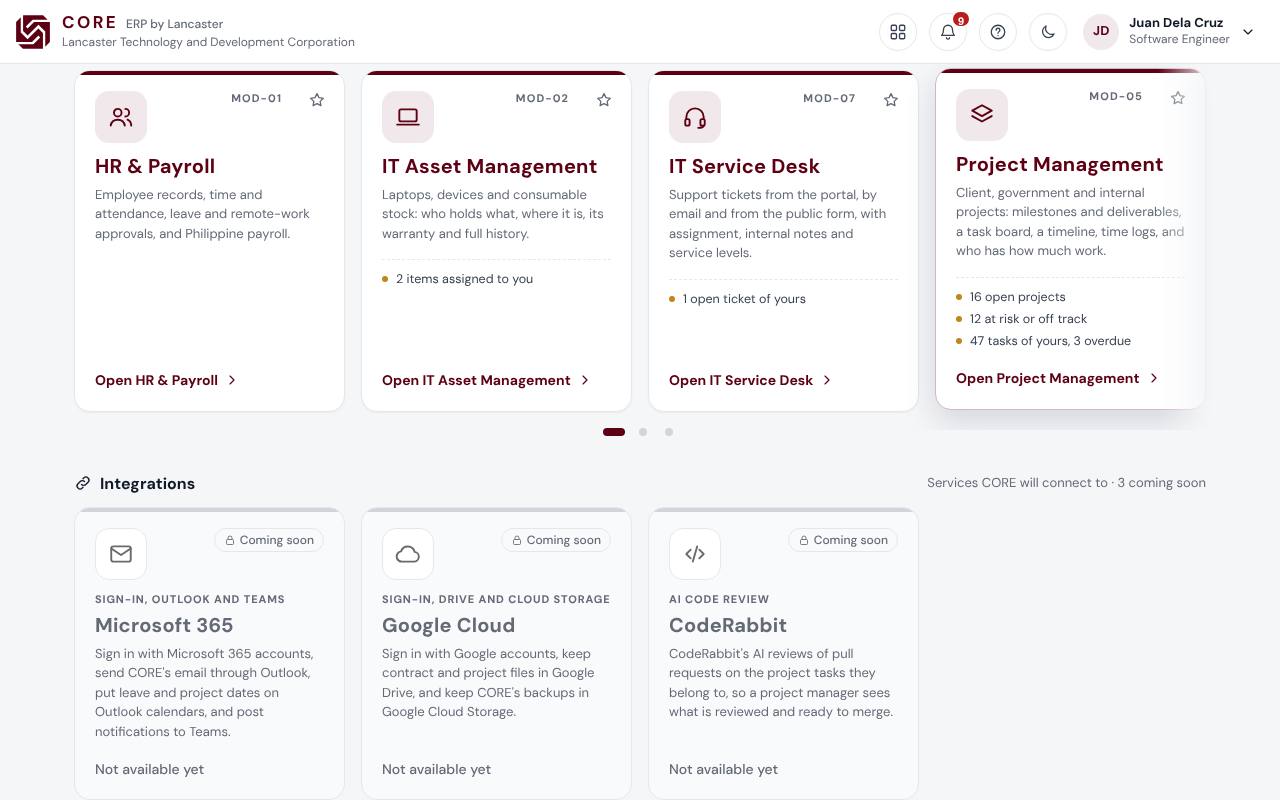 CORE ERP by Lancaster
Lancaster Technology and Development Corporation
9
JD
Juan Dela Cruz
Software Engineer
MOD-01
HR & Payroll
Employee records, time and
attendance, leave and remote-work
approvals, and Philippine payroll.
Open HR & Payroll
MOD-02
IT Asset Management
Laptops, devices and consumable
stock: who holds what, where it is, its
warranty and full history.
2 items assigned to you
Open IT Asset Management
MOD-07
IT Service Desk
Support tickets from the portal, by
email and from the public form, with
assignment, internal notes and
service levels.
1 open ticket of yours
Open IT Service Desk
MOD-05
Project Management
Client, government and internal
projects: milestones and deliverables,
a task board, a timeline, time logs, and
who has how much work.
16 open projects
12 at risk or off track
47 tasks of yours, 3 overdue
Open Project Management
Integrations
Services CORE will connect to · 3 coming soon
Coming soon
SIGN-IN, OUTLOOK AND TEAMS
Microsoft 365
Sign in with Microsoft 365 accounts,
send CORE's email through Outlook,
put leave and project dates on
Outlook calendars, and post
notifications to Teams.
Not available yet
Coming soon
SIGN-IN, DRIVE AND CLOUD STORAGE
Google Cloud
Sign in with Google accounts, keep
contract and project files in Google
Drive, and keep CORE's backups in
Google Cloud Storage.
Not available yet
Coming soon
AI CODE REVIEW
CodeRabbit
CodeRabbit's AI reviews of pull
requests on the project tasks they
belong to, so a project manager sees
what is reviewed and ready to merge.
Not available yet